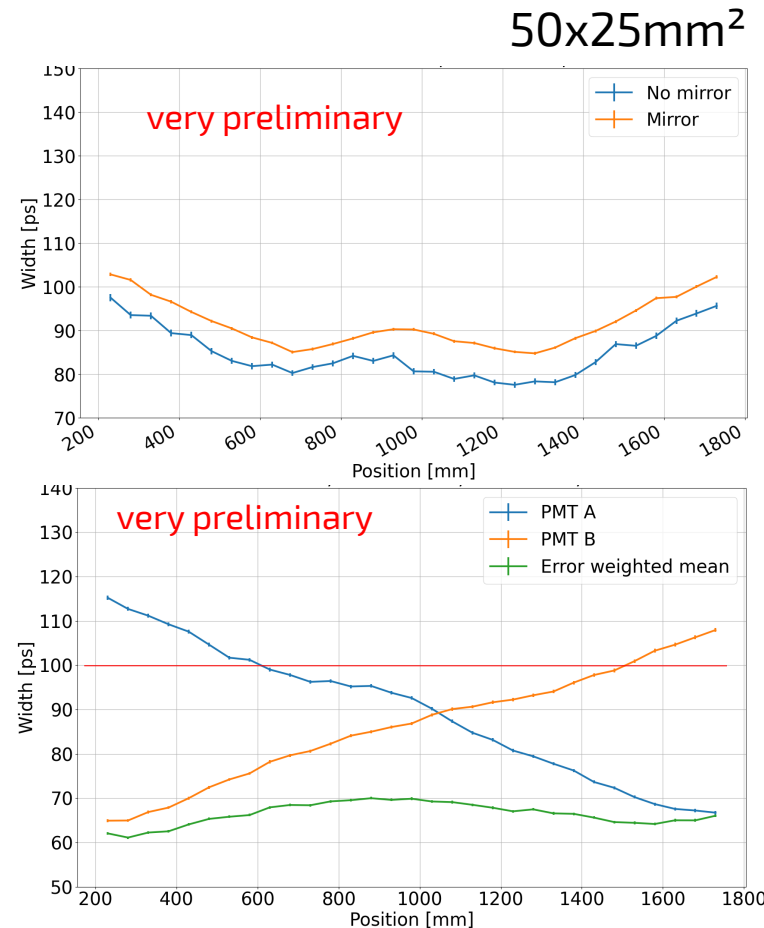 50x25mm²
150
very preliminary
No mirror
Mirror
140
130
120
110
100
90
80
70
Width [ps]
200 400 600 800 1000 1200 1400 1600 1800
Position [mm]
140
very preliminary
PMT A
PMT B
Error weighted mean
130
120
110
100
90
80
70
60
50
Width [ps]
200 400 600 800 1000 1200 1400 1600 1800
Position [mm]